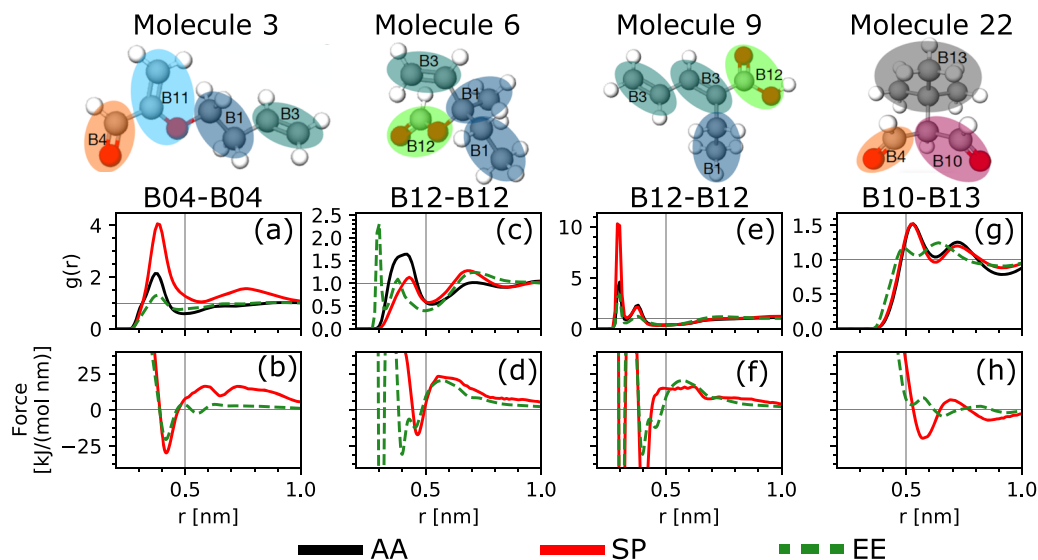 Molecule 3 Molecule 6 Molecule 9 Molecule 22
B11 B1 B3 B4
B3 B1 B12 B1
B3 B3 B12 B1
B13 B4 B10
B04-B04 B12-B12 B12-B12 B10-B13
(a) (c) (e) (g)
g(r)
4
2
0
2.5
2.0
1.5
1.0
0.5
0.0
10
5
0
1.5
1.0
0.5
0.0
(b) (d) (f) (h)
Force
[kJ/(mol nm)]
25
0
−25
0.5 1.0 0.5 1.0 0.5 1.0 0.5 1.0
r [nm] r [nm] r [nm] r [nm]
AA SP EE